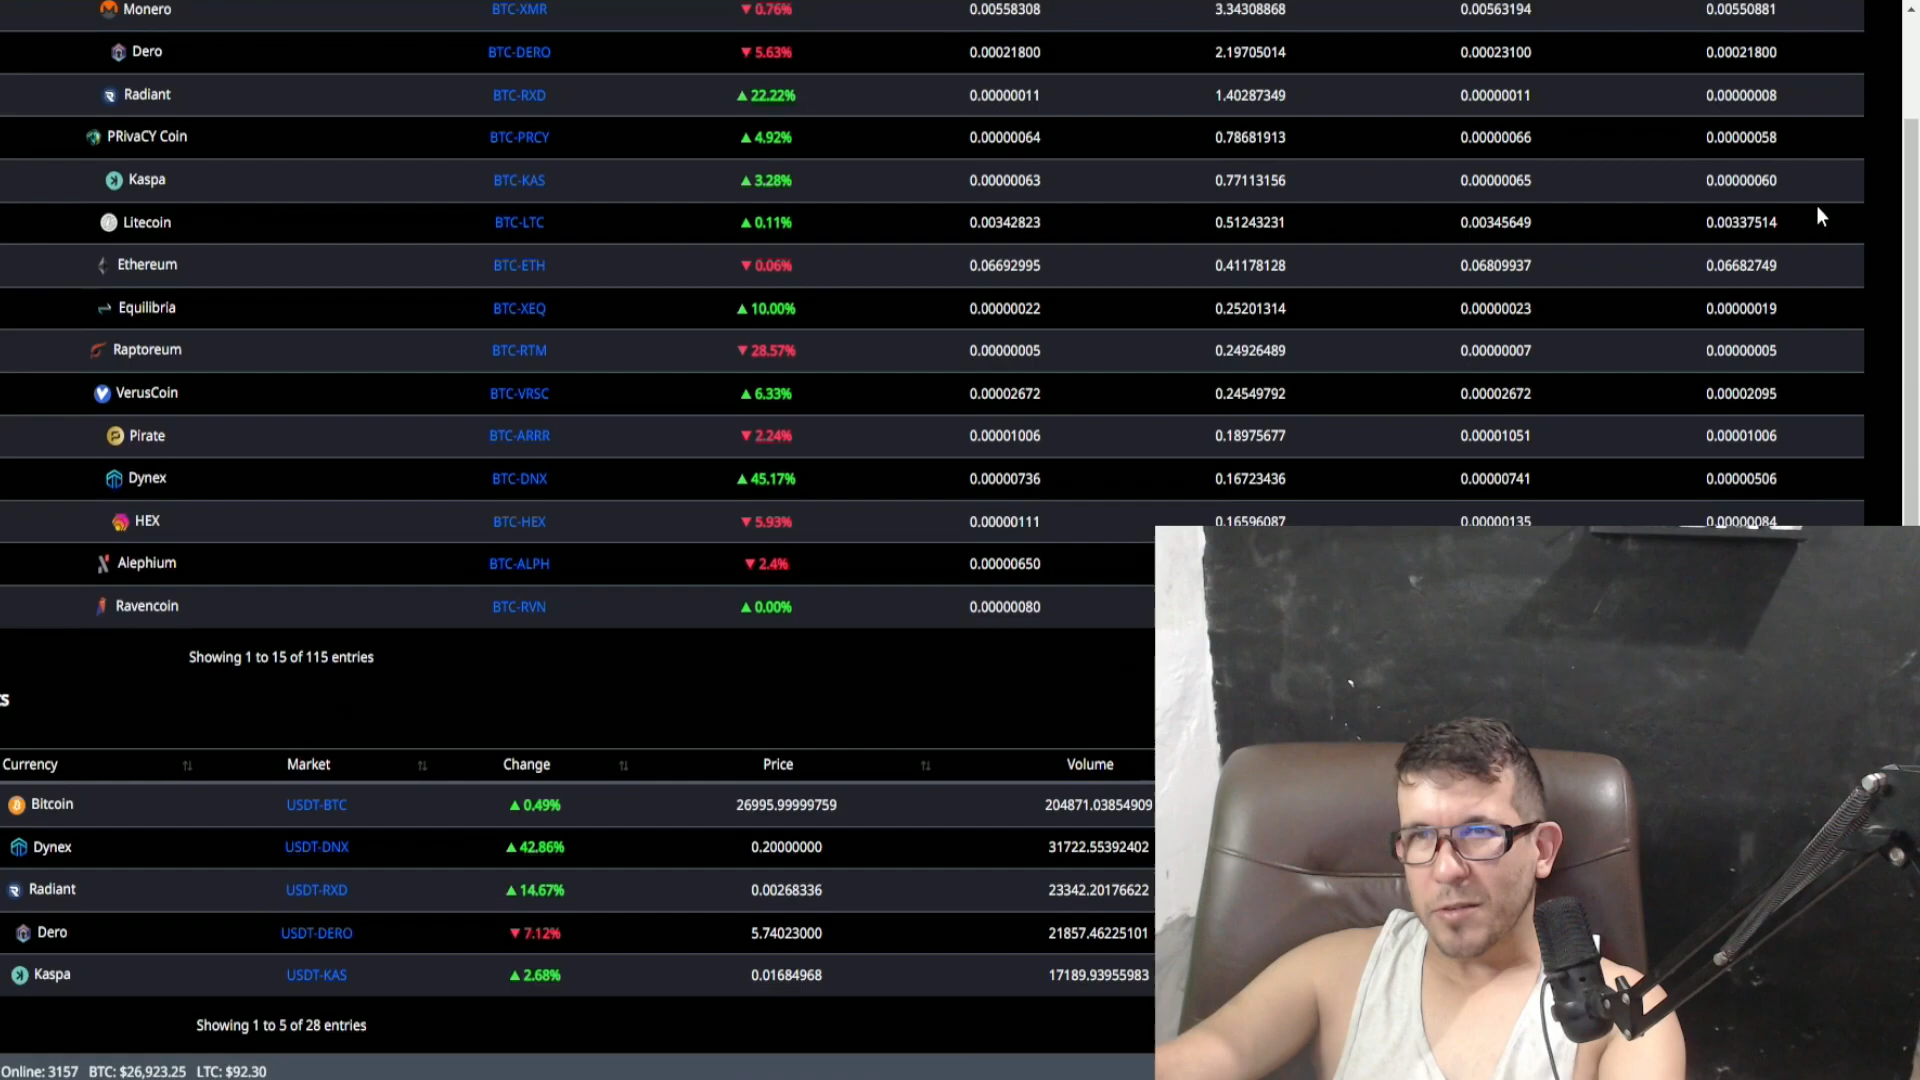 Monero BTC-XMR ▼ 0.76% 0.00558308 3.34308868 0.00563194 0.00550881
Dero BTC-DERO ▼ 5.63% 0.00021800 2.19705014 0.00023100 0.00021800
Radiant BTC-RXD ▲ 22.22% 0.00000011 1.40287349 0.00000011 0.00000008
PRivaCY Coin BTC-PRCY ▲ 4.92% 0.00000064 0.78681913 0.00000066 0.00000058
Kaspa BTC-KAS ▲ 3.28% 0.00000063 0.77113156 0.00000065 0.00000060
Litecoin BTC-LTC ▲ 0.11% 0.00342823 0.51243231 0.00345649 0.00337514
Ethereum BTC-ETH ▼ 0.06% 0.06692995 0.41178128 0.06809937 0.06682749
Equilibria BTC-XEQ ▲ 10.00% 0.00000022 0.25201314 0.00000023 0.00000019
Raptoreum BTC-RTM ▼ 28.57% 0.00000005 0.24926489 0.00000007 0.00000005
VerusCoin BTC-VRSC ▲ 6.33% 0.00002672 0.24549792 0.00002672 0.00002095
Pirate BTC-ARRR ▼ 2.24% 0.00001006 0.18975677 0.00001051 0.00001006
Dynex BTC-DNX ▲ 45.17% 0.00000736 0.16723436 0.00000741 0.00000506
HEX BTC-HEX ▼ 5.93% 0.00000111 0.16596087 0.00000135 0.00000084
Alephium BTC-ALPH ▼ 2.4% 0.00000650
Ravencoin BTC-RVN ▲ 0.00% 0.00000080
Showing 1 to 15 of 115 entries
s
Currency Market Change Price Volume
Bitcoin USDT-BTC ▲ 0.49% 26995.99999759 204871.03854909
Dynex USDT-DNX ▲ 42.86% 0.20000000 31722.55392402
Radiant USDT-RXD ▲ 14.67% 0.00268336 23342.20176622
Dero USDT-DERO ▼ 7.12% 5.74023000 21857.46225101
Kaspa USDT-KAS ▲ 2.68% 0.01684968 17189.93955983
Showing 1 to 5 of 28 entries
Online: 3157 BTC: $26,923.25 LTC: $92.30